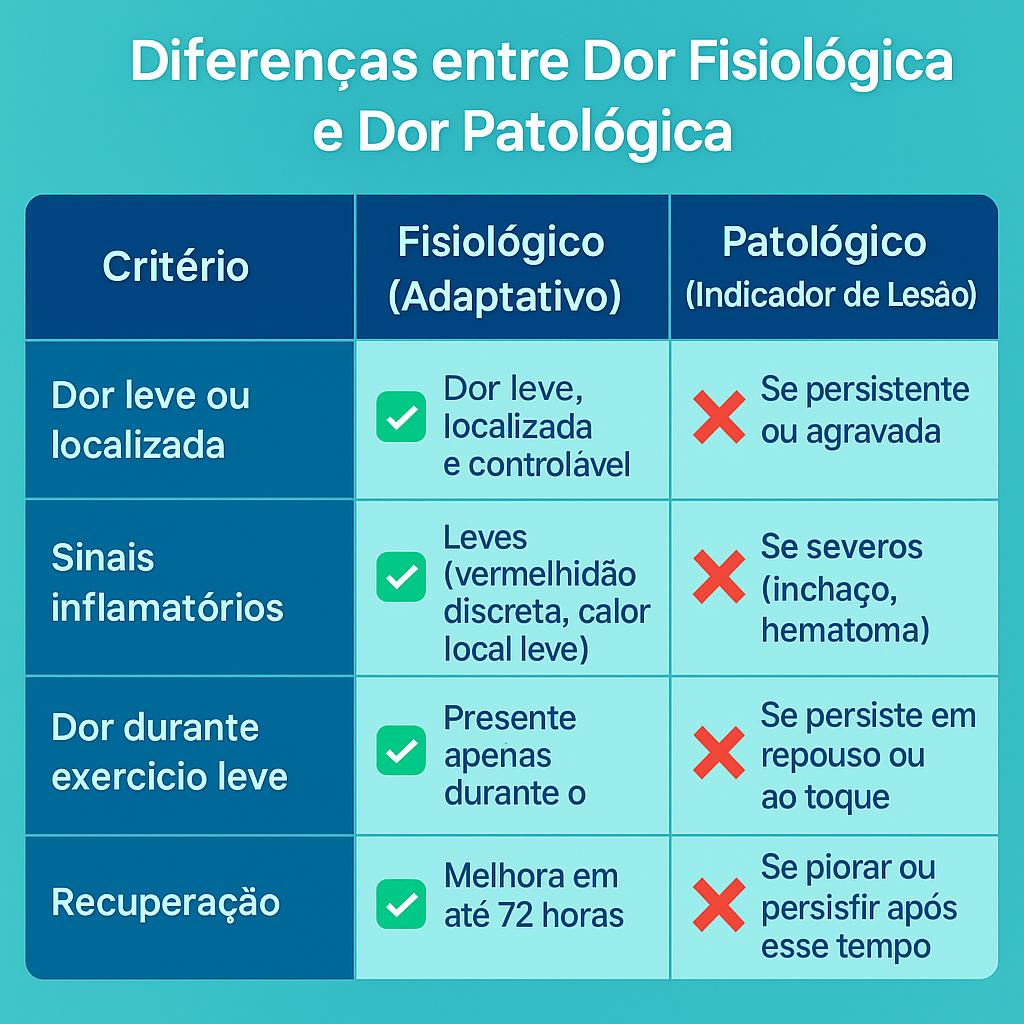 Diferenças entre Dor Fisiológica
e Dor Patológica
Critério
Fisiológico
(Adaptativo)
Patológico
(Indicador de Lesâo)
Dor leve ou
localizada
Dor leve,
localizada
e controlável
Se persistente
ou agravada
Sinais
inflamatórios
Leves
(vermelhidão
discreta, calor
local leve)
Se severos
(inchaço,
hematoma)
Dor durante
exercicio leve
Presente
apenas
durante o
Se persiste em
repouso ou
ao toque
Recuperaçäo
Melhora em
até 72 horas
Se piorar ou
persisfir após
esse tempo